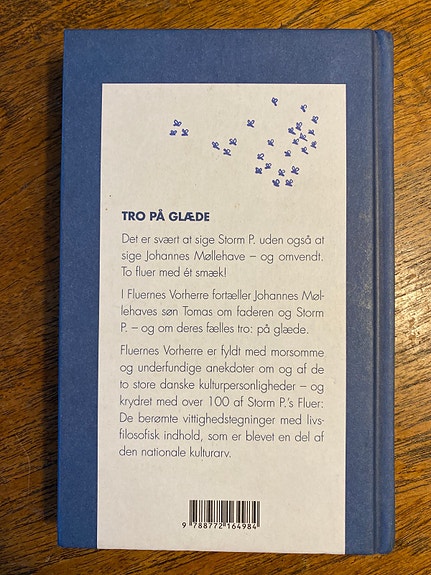 TRO PÅ GLÆDE
Det er svært at sige Storm P. uden også at
sige Johannes Møllehave – og omvendt.
To fluer med ét smæk!
I Fluernes Vorherre fortæller Johannes Møl-
lehaves søn Tomas om faderen og Storm
P. – og om deres fælles tro: på glæde.
Fluernes Vorherre er fyldt med morsomme
og underfundige anekdoter om og af de
to store danske kulturpersonligheder – og
krydret med over 100 af Storm P.'s Fluer:
De berømte vittighedstegninger med livs-
filosofisk indhold, som er blevet en del af
den nationale kulturarv.
9 788772 164984